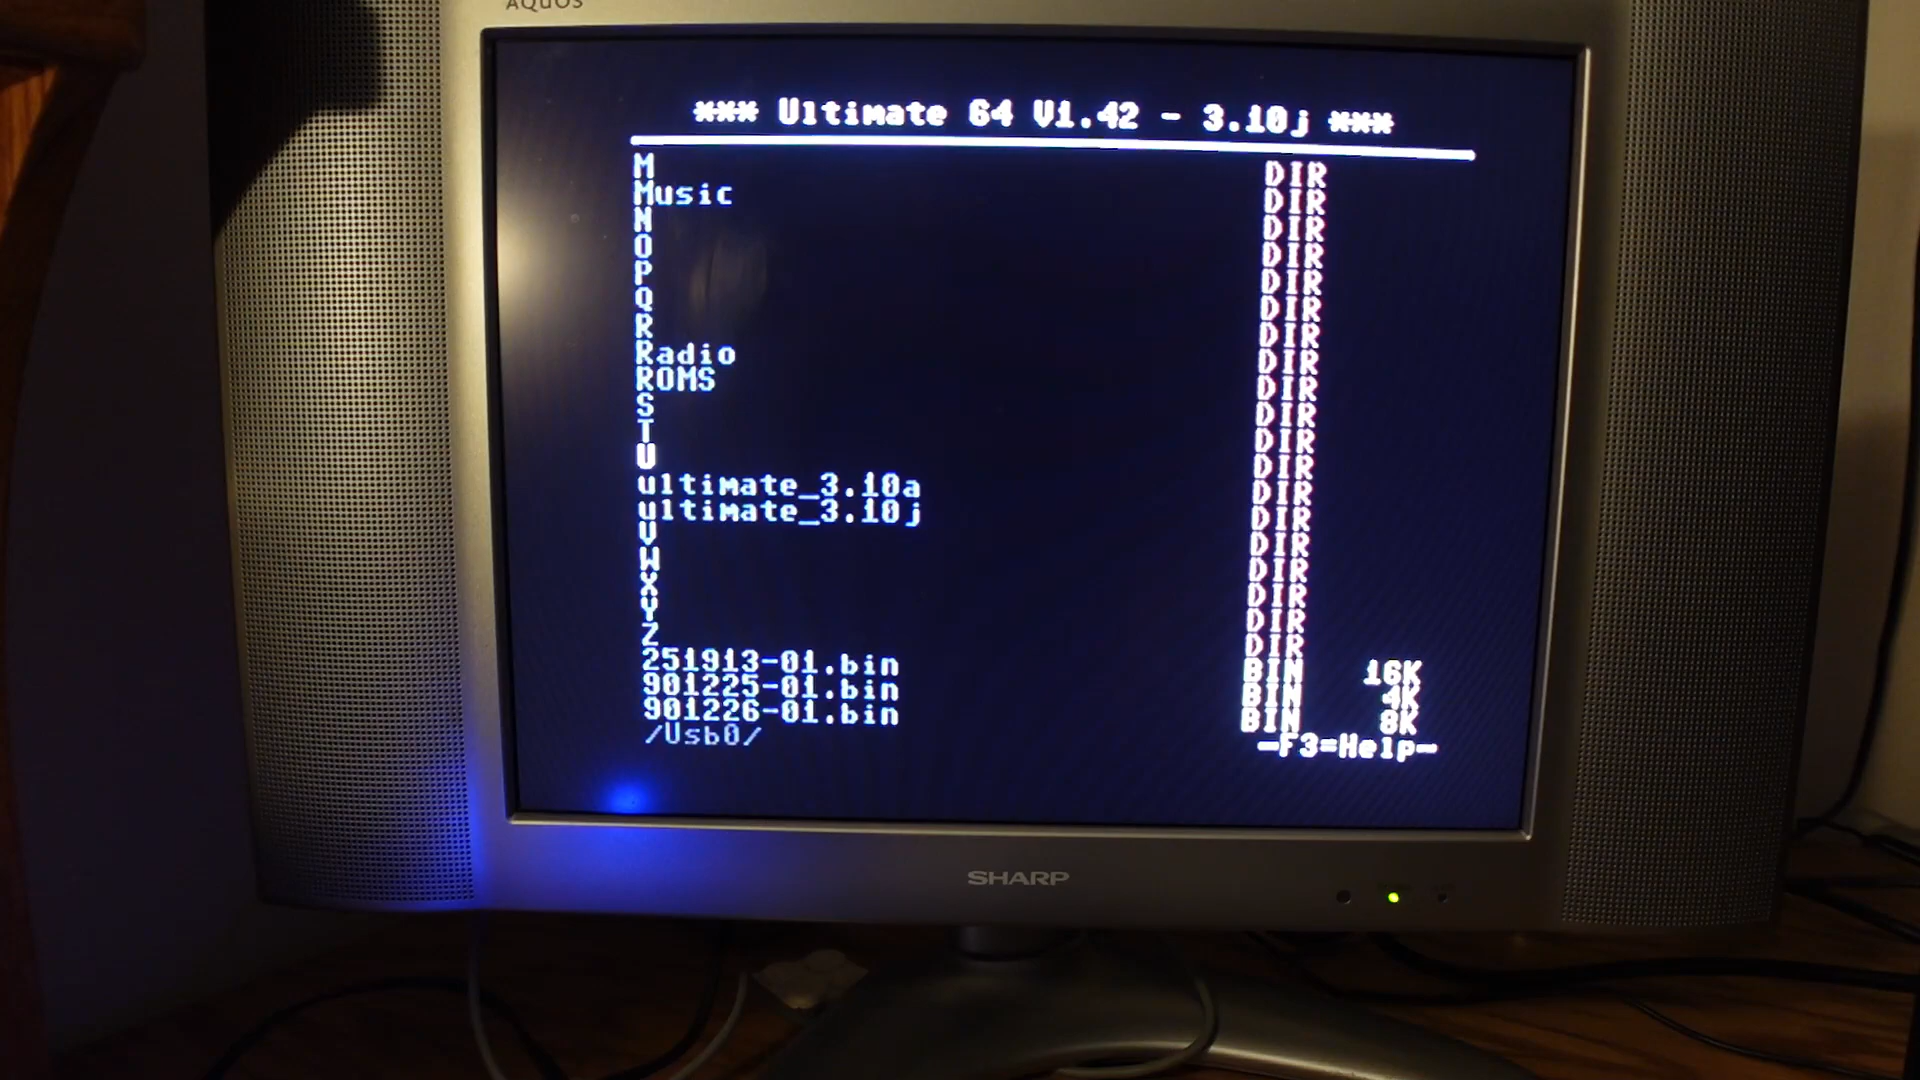 AQUOS
*** Ultimate 64 V1.42 - 3.10j ***
M DIR
Music DIR
N DIR
O DIR
P DIR
Q DIR
R DIR
Radio DIR
ROMS DIR
S DIR
T DIR
U DIR
ultimate_3.10a DIR
ultimate_3.10j DIR
V DIR
W DIR
X DIR
Y DIR
Z DIR
251913-01.bin BIN 16K
901225-01.bin BIN 4K
901226-01.bin BIN 8K
/Usb0/ -F3=Help-
SHARP